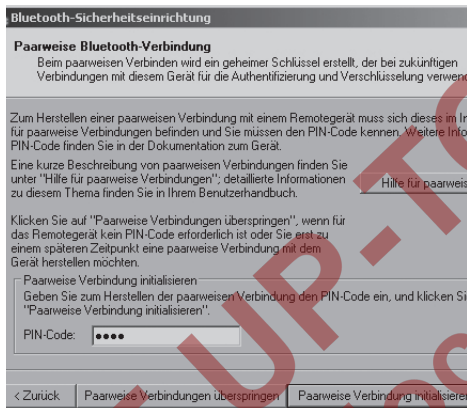 Bluetooth-Sicherheitseinrichtung
Paarweise Bluetooth-Verbindung
Beim paarweisen Verbinden wird ein geheimer Schlüssel erstellt, der bei zukünftigen
Verbindungen mit diesem Gerät für die Authentifizierung und Verschlüsselung verwend
Zum Herstellen einer paarweisen Verbindung mit einem Remotegerät muss sich dieses im In
für paarweise Verbindungen befinden und Sie müssen den PIN-Code kennen. Weitere Info
PIN-Code finden Sie in der Dokumentation zum Gerät.
Eine kurze Beschreibung von paarweisen Verbindungen finden Sie
unter "Hilfe für paarweise Verbindungen"; detaillierte Informationen
zu diesem Thema finden Sie in Ihrem Benutzerhandbuch.
Hilfe für paarweis
Klicken Sie auf "Paarweise Verbindungen überspringen", wenn für
das Remotegerät kein PIN-Code erforderlich ist oder Sie erst zu
einem späteren Zeitpunkt eine paarweise Verbindung mit dem
Gerät herstellen möchten.
Paarweise Verbindung initialisieren
Geben Sie zum Herstellen der paarweisen Verbindung den PIN-Code ein, und klicken Si
"Paarweise Verbindung initialisieren".
PIN-Code: ●●●●
< Zurück Paarweise Verbindungen überspringen Paarweise Verbindung initialisieren
UP-TO